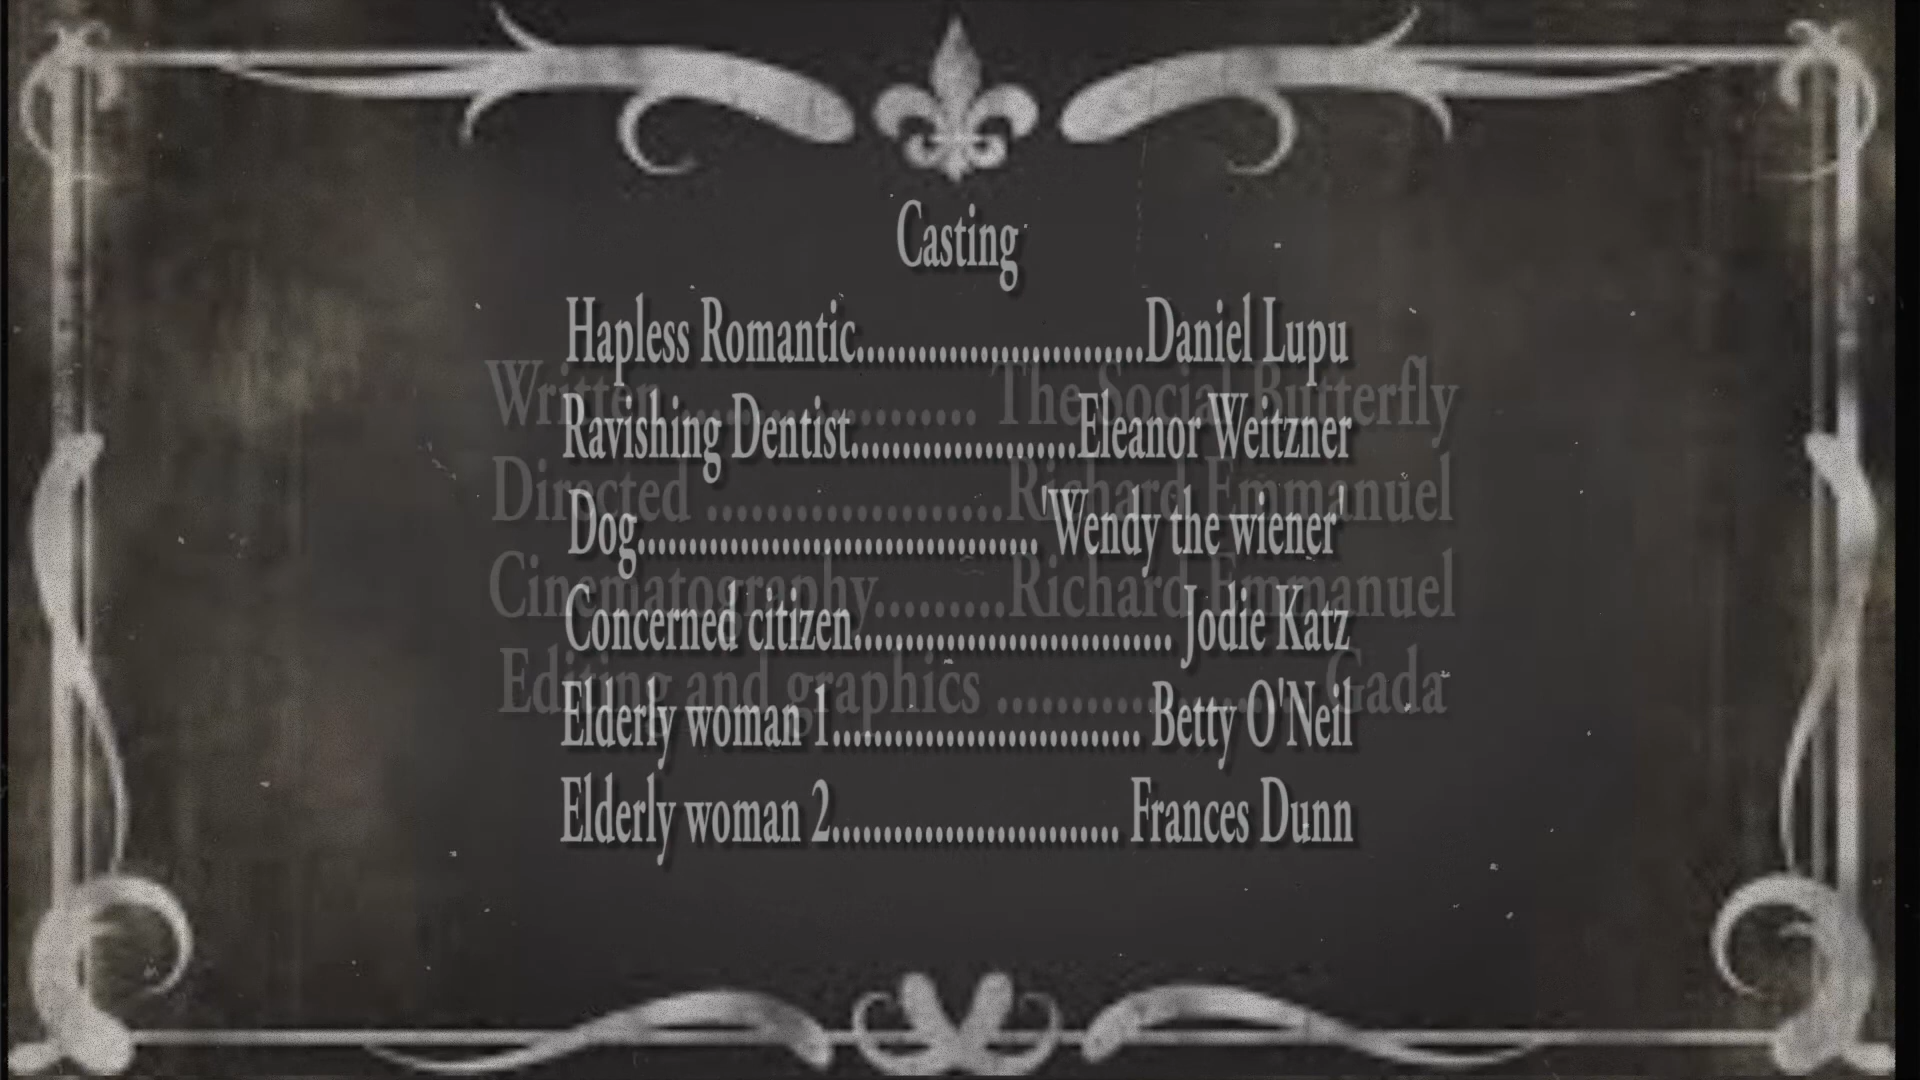 Casting
Hapless Romantic............................Daniel Lupu
Written ................... The Social Butterfly
Ravishing Dentist......................Eleanor Weitzner
Directed ....................Richard Emmanuel
Dog....................................... 'Wendy the wiener'
Cinematography.........Richard Emmanuel
Concerned citizen............................... Jodie Katz
Editing and graphics ...................... Gada
Elderly woman 1.............................. Betty O'Neil
Elderly woman 2............................ Frances Dunn